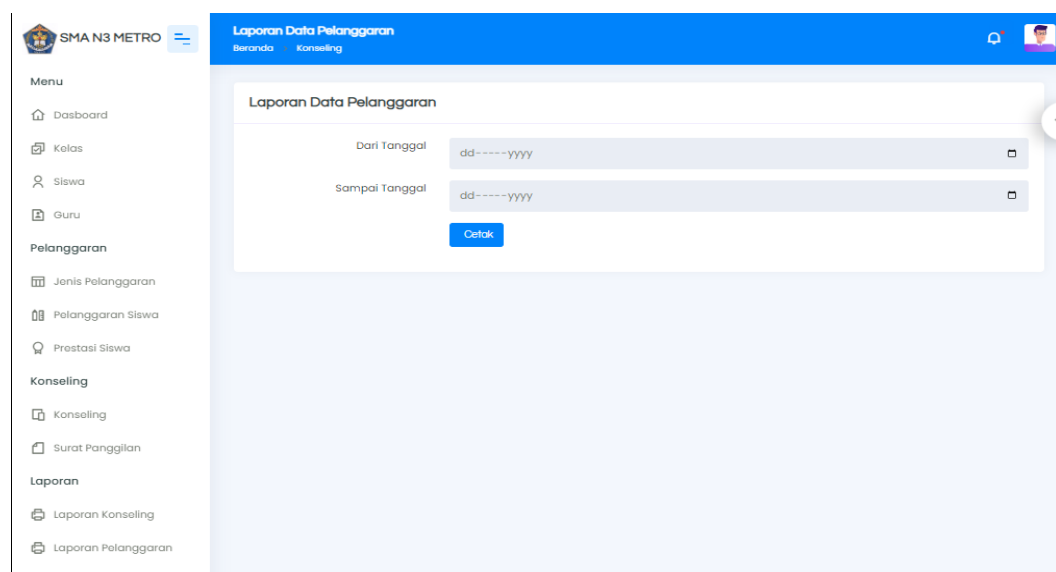 SMA N3 METRO
Menu
Dasboard
Kelas
Siswa
Guru
Pelanggaran
Jenis Pelanggaran
Pelanggaran Siswa
Prestasi Siswa
Konseling
Konseling
Surat Panggilan
Laporan
Laporan Konseling
Laporan Pelanggaran
Laporan Data Pelanggaran
Beranda Konseling
Laporan Data Pelanggaran
Dari Tanggal dd-----yyyy
Sampai Tanggal dd-----yyyy
Cetak